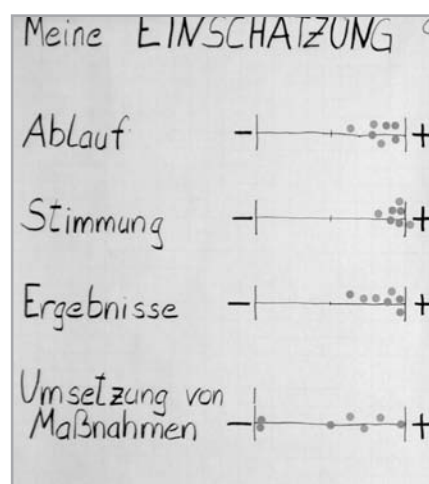 Meine EINSCHÄTZUNG
Ablauf − +
Stimmung − +
Ergebnisse − +
Umsetzung von
Maßnahmen − +